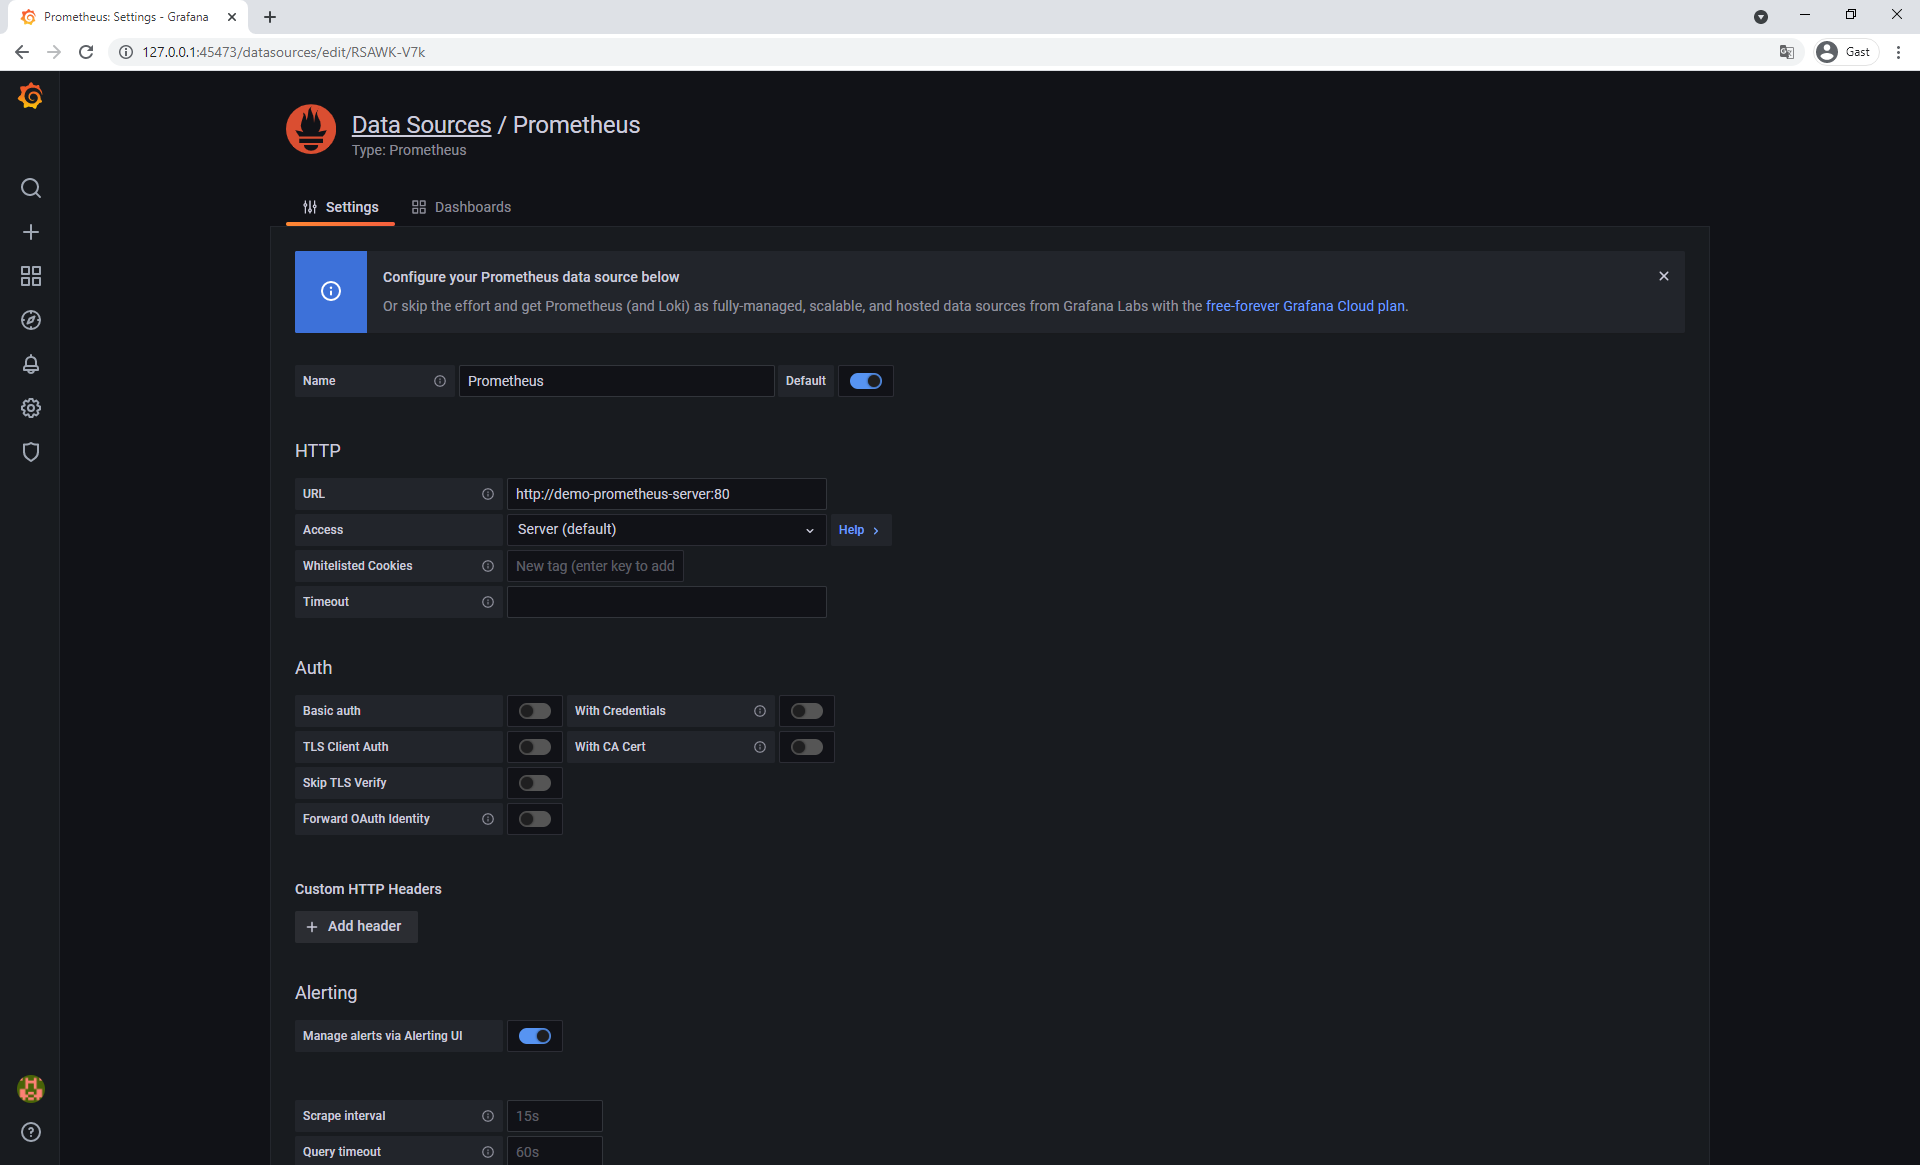 Prometheus: Settings - Grafana
127.0.0.1:45473/datasources/edit/RSAWK-V7k
Gast
Data Sources / Prometheus
Type: Prometheus
Settings
Dashboards
Configure your Prometheus data source below
Or skip the effort and get Prometheus (and Loki) as fully-managed, scalable, and hosted data sources from Grafana Labs with the free-forever Grafana Cloud plan.
Name
Prometheus
Default
HTTP
URL
http://demo-prometheus-server:80
Access
Server (default)
Help
Whitelisted Cookies
New tag (enter key to add
Timeout
Auth
Basic auth
With Credentials
TLS Client Auth
With CA Cert
Skip TLS Verify
Forward OAuth Identity
Custom HTTP Headers
Add header
Alerting
Manage alerts via Alerting UI
Scrape interval
15s
Query timeout
60s